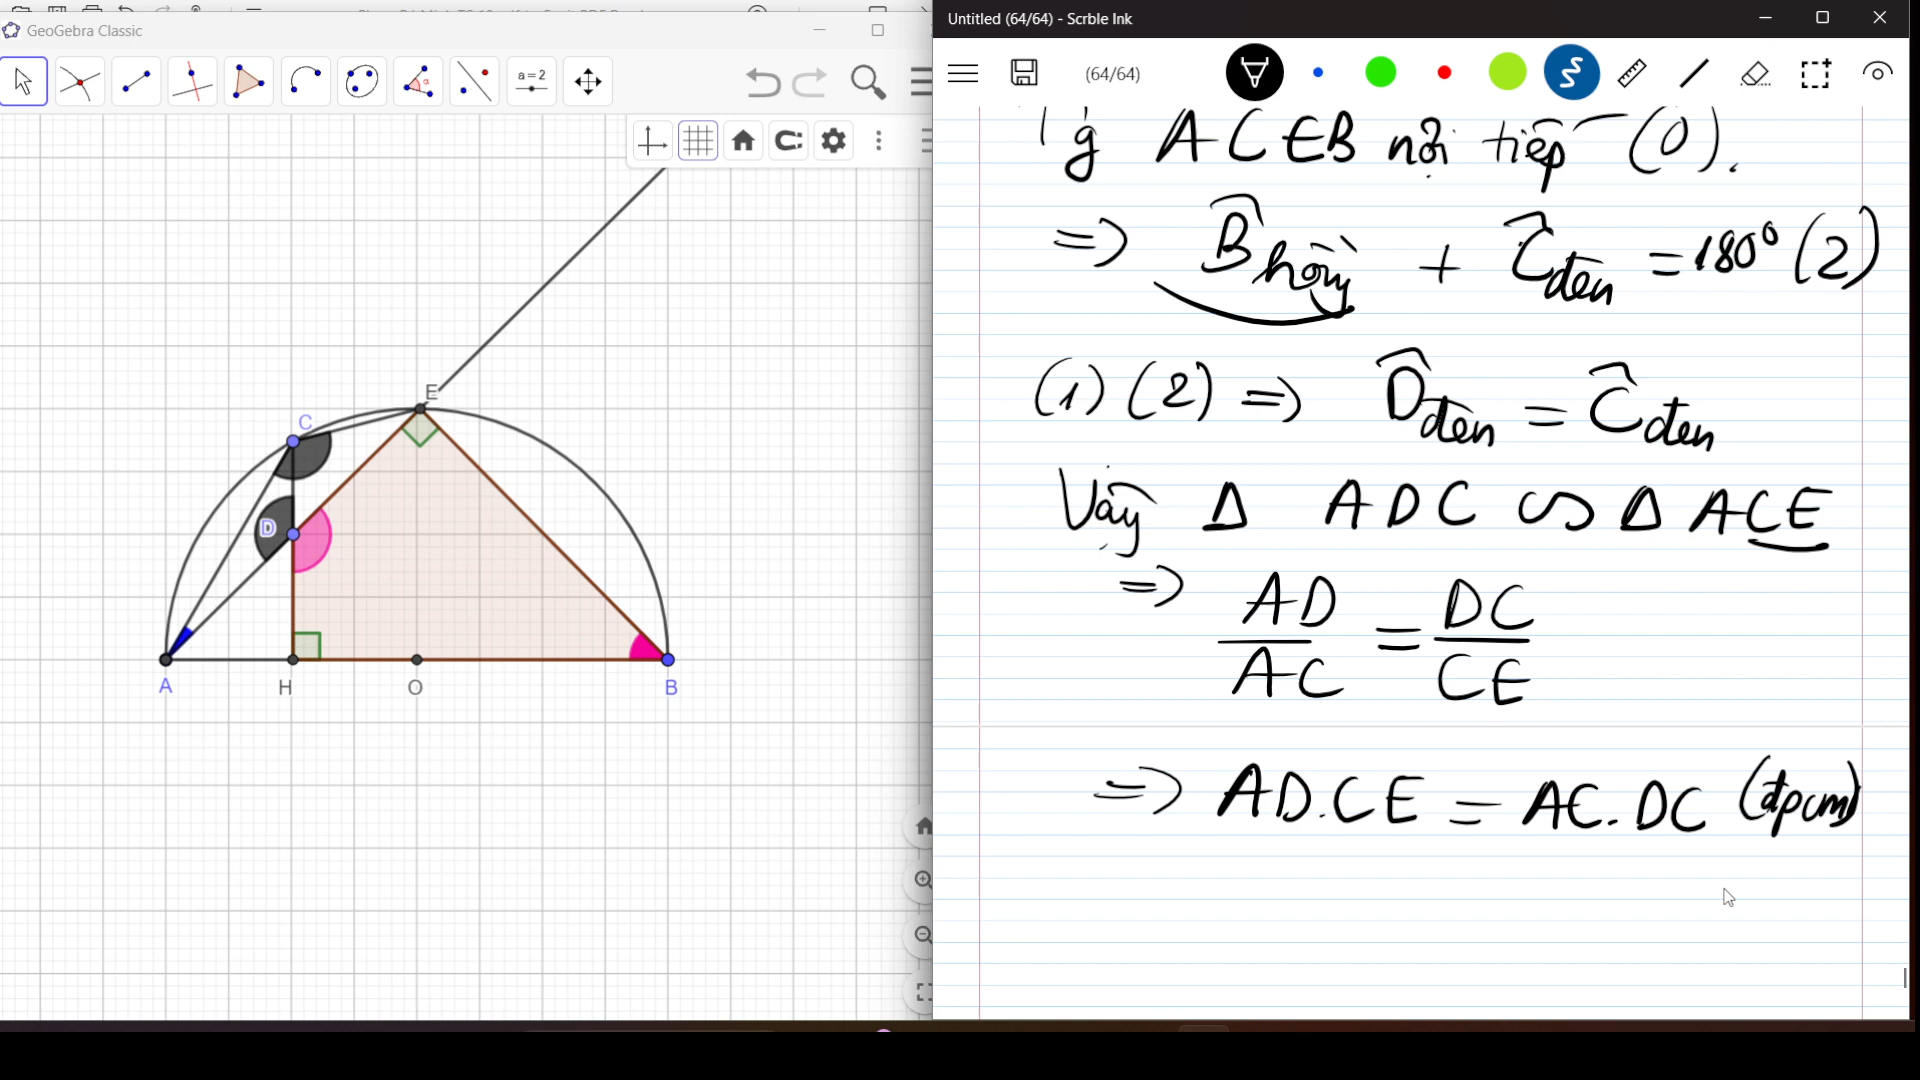 GeoGebra Classic
a=2
C
E
D
A
H
O
B
Untitled (64/64) - Scrble Ink
(64/64)
ACEB nội tiếp (O).
=> B̂ hồng + Ĉ đen = 180° (2)
(1) (2) => D̂ đen = Ĉ đen
Vậy Δ ADC ∽ Δ ACE
=> AD/AC = DC/CE
=> AD.CE = AC.DC (đpcm)